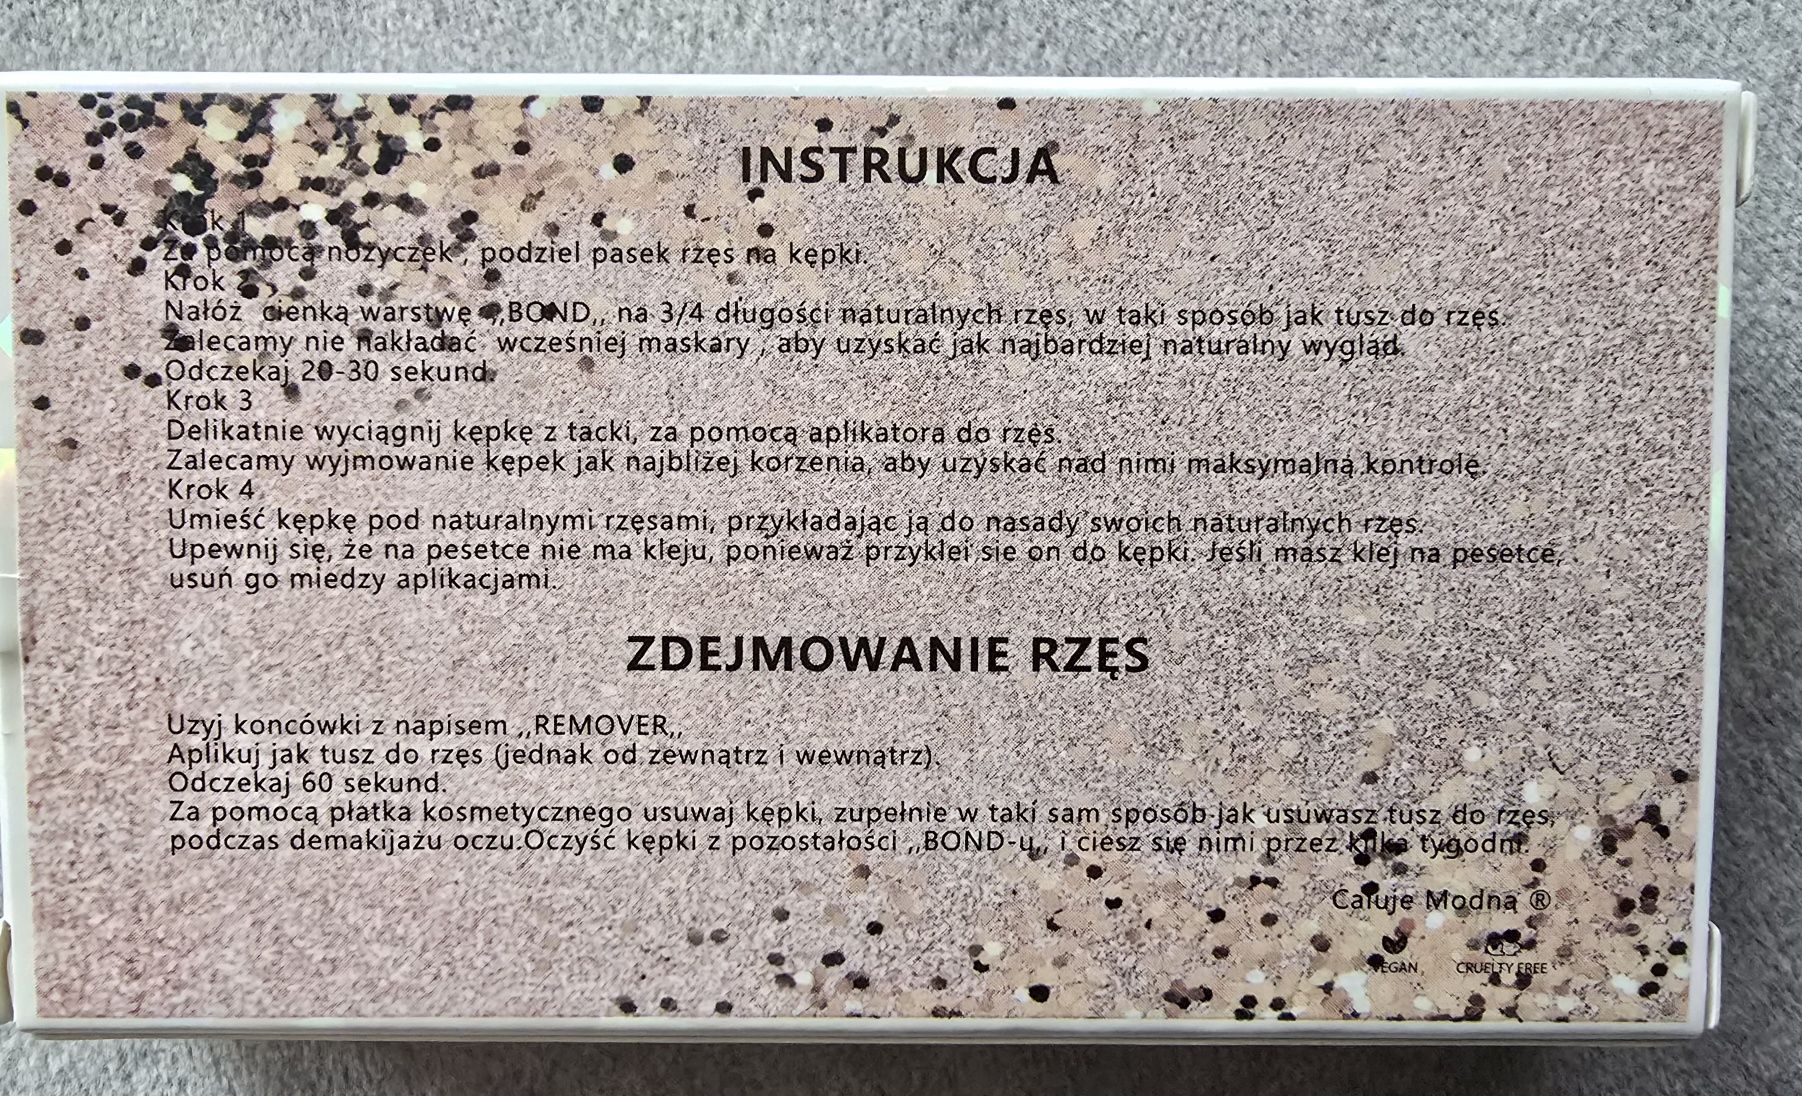 INSTRUKCJA
Krok 1
Za pomocą nozyczek , podziel pasek rzęs na kępki.
Krok 2
Nałóż cienką warstwę ,,BOND,, na 3/4 długości naturalnych rzęs, w taki sposób jak tusz do rzęs.
Zalecamy nie nakładać wcześniej maskary , aby uzyskać jak najbardziej naturalny wygląd.
Odczekaj 20-30 sekund.
Krok 3
Delikatnie wyciągnij kępkę z tacki, za pomocą aplikatora do rzęs.
Zalecamy wyjmowanie kępek jak najbliżej korzenia, aby uzyskać nad nimi maksymalną kontrolę.
Krok 4
Umieść kępkę pod naturalnymi rzęsami, przykładając ją do nasady swoich naturalnych rzęs.
Upewnij się, że na pesetce nie ma kleju, ponieważ przyklei sie on do kępki. Jeśli masz klej na pesetce,
usuń go miedzy aplikacjami.
ZDEJMOWANIE RZĘS
Uzyj koncówki z napisem ,,REMOVER,,
Aplikuj jak tusz do rzęs (jednak od zewnątrz i wewnątrz).
Odczekaj 60 sekund.
Za pomocą płatka kosmetycznego usuwaj kępki, zupełnie w taki sam sposób jak usuwasz tusz do rzęs,
podczas demakijażu oczu.Oczyść kępki z pozostałości ,,BOND-u,, i ciesz się nimi przez kilka tygodni.
Całuje Modna ®
VEGAN CRUELTY FREE